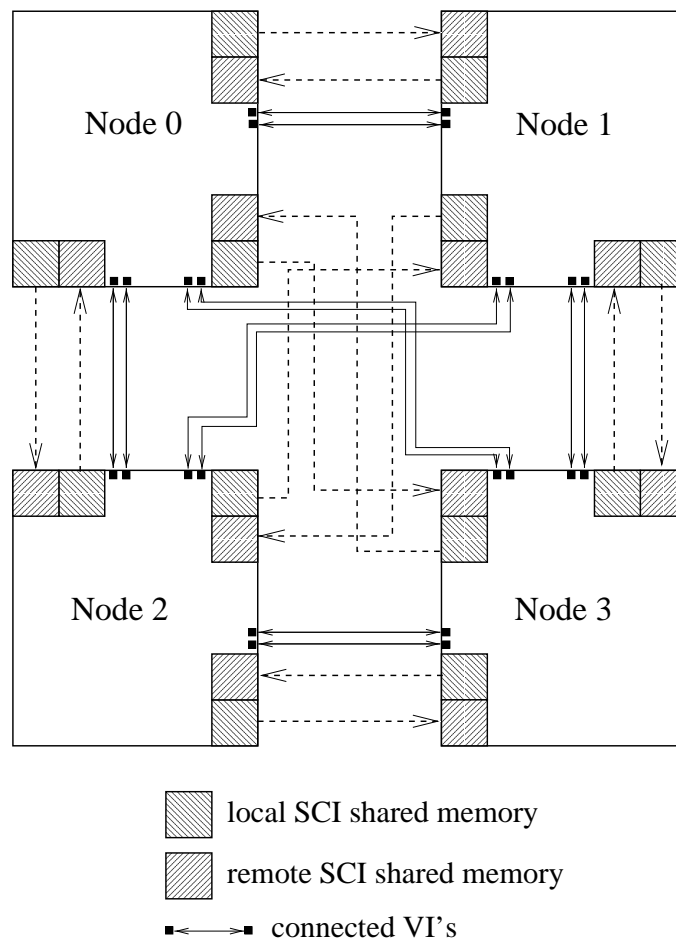 Node 0
Node 1
Node 2
Node 3
local SCI shared memory
remote SCI shared memory
connected VI's